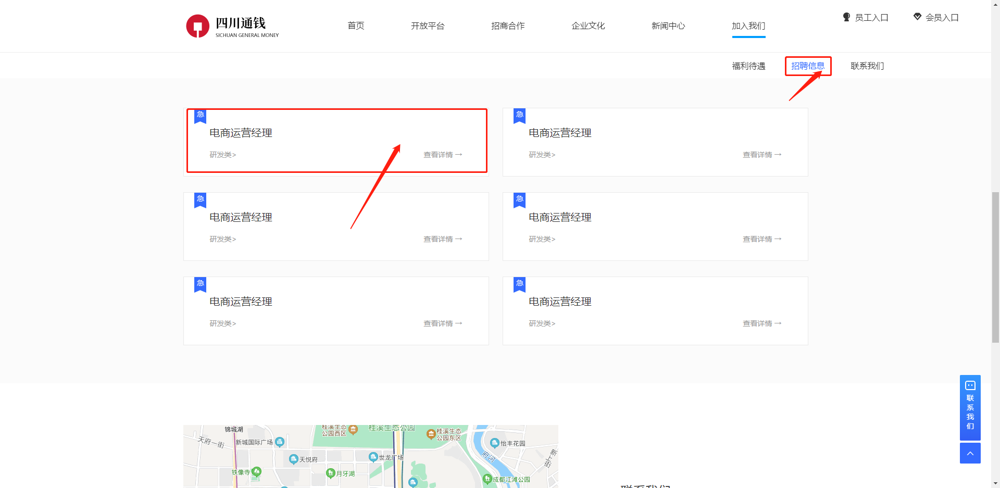 四川通钱
SICHUAN GENERAL MONEY
首页
开放平台
招商合作
企业文化
新闻中心
加入我们
员工入口
会员入口
福利待遇
招聘信息
联系我们
急
电商运营经理
研发类>
查看详情 →
急
电商运营经理
研发类>
查看详情 →
急
电商运营经理
研发类>
查看详情 →
急
电商运营经理
研发类>
查看详情 →
急
电商运营经理
研发类>
查看详情 →
急
电商运营经理
研发类>
查看详情 →
联系我们
锦城湖
天府一街
新城国际广场
桂溪生态
公园西区
桂溪生态公园
桂溪生态
公园东区
怡丰花园
新上街
府河
天悦府
世龙广场
铁像寺
月牙湖
成都江滩公园
联系我们